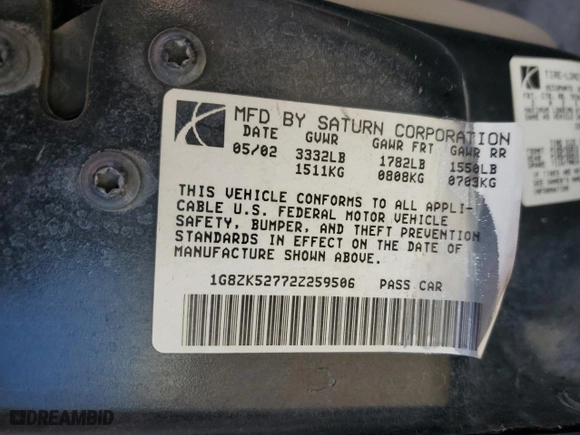 MFD BY SATURN CORPORATION
DATE GVWR GAWR FRT GAWR RR
05/02 3332LB 1782LB 1550LB
1511KG 0808KG 0703KG
THIS VEHICLE CONFORMS TO ALL APPLI-
CABLE U.S. FEDERAL MOTOR VEHICLE
SAFETY, BUMPER, AND THEFT PREVENTION
STANDARDS IN EFFECT ON THE DATE OF
MANUFACTURE SHOWN ABOVE.
1G8ZK52772Z259506 PASS CAR
TIRE-LOA
DREAMBID